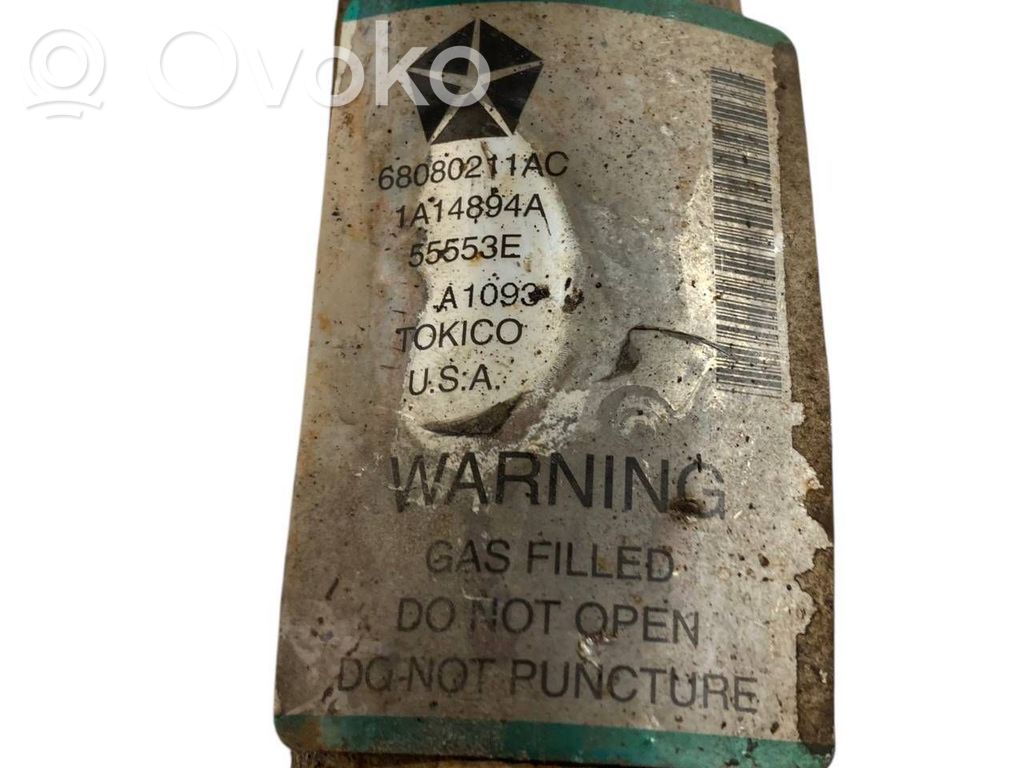 Ovoko
68080211AC
1A14894A
55553E
A1093
TOKICO
U.S.A.
WARNING
GAS FILLED
DO NOT OPEN
DO NOT PUNCTURE